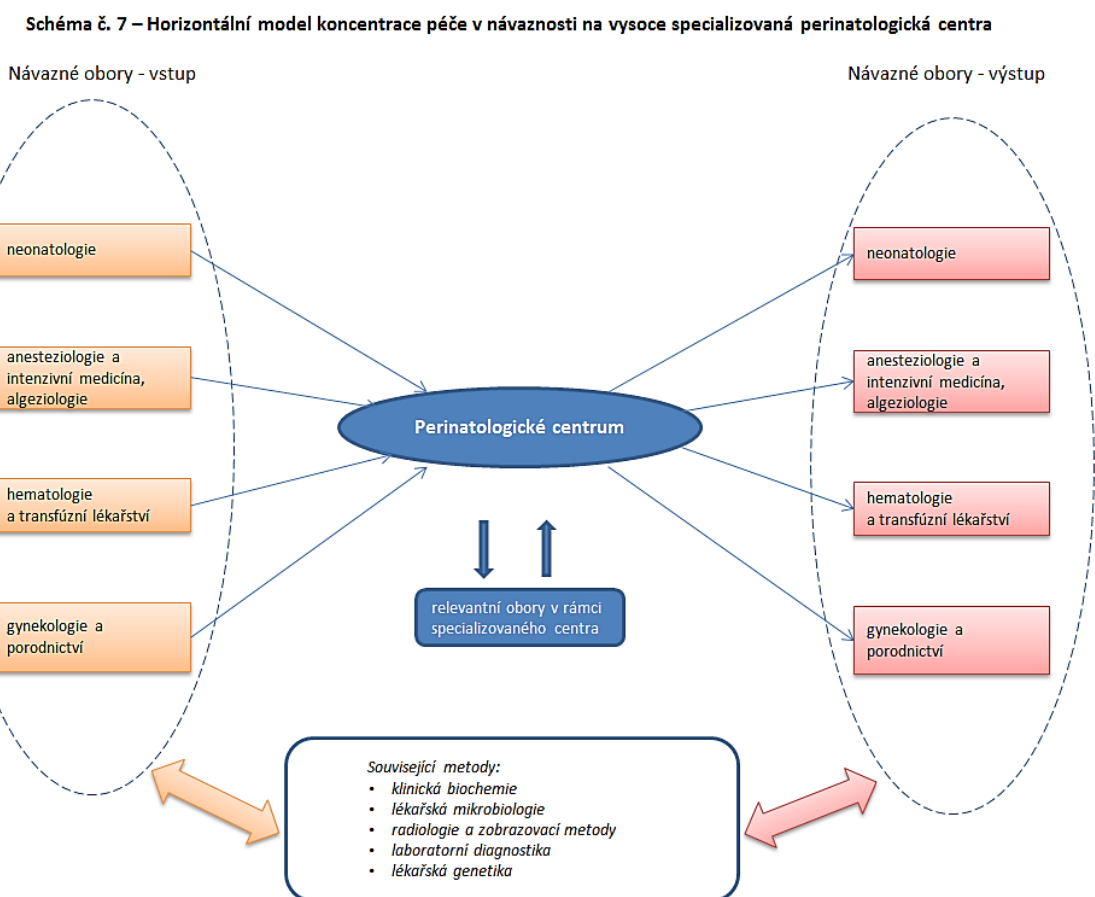 Schéma č. 7 – Horizontální model koncentrace péče v návaznosti na vysoce specializovaná perinatologická centra
Návazné obory - vstup
Návazné obory - výstup
neonatologie
anesteziologie a
intenzivní medicína,
algeziologie
hematologie
a transfúzní lékařství
gynekologie a
porodnictví
Perinatologické centrum
relevantní obory v rámci
specializovaného centra
neonatologie
anesteziologie a
intenzivní medicína,
algeziologie
hematologie
a transfúzní lékařství
gynekologie a
porodnictví
Související metody:
• klinická biochemie
• lékařská mikrobiologie
• radiologie a zobrazovací metody
• laboratorní diagnostika
• lékařská genetika